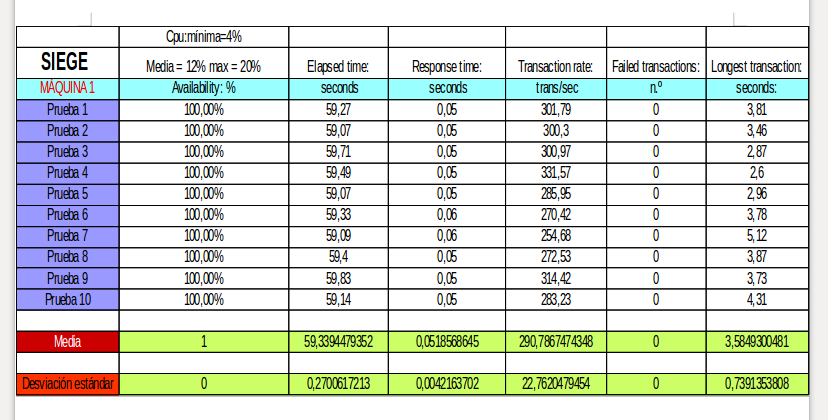 Cpu:mínima=4%
SIEGE Media = 12% max = 20% Elapsed time: Response time: Transaction rate: Failed transactions: Longest transaction:
MÁQUINA 1 Availability: % seconds seconds trans/sec n.º seconds:
Prueba 1 100,00% 59,27 0,05 301,79 0 3,81
Prueba 2 100,00% 59,07 0,05 300,3 0 3,46
Prueba 3 100,00% 59,71 0,05 300,97 0 2,87
Prueba 4 100,00% 59,49 0,05 331,57 0 2,6
Prueba 5 100,00% 59,07 0,05 285,95 0 2,96
Prueba 6 100,00% 59,33 0,06 270,42 0 3,78
Prueba 7 100,00% 59,09 0,06 254,68 0 5,12
Prueba 8 100,00% 59,4 0,05 272,53 0 3,87
Prueba 9 100,00% 59,83 0,05 314,42 0 3,73
Prueba 10 100,00% 59,14 0,05 283,23 0 4,31
Media 1 59,3394479352 0,0518568645 290,7867474348 0 3,5849300481
Desviación estándar 0 0,2700617213 0,0042163702 22,7620479454 0 0,7391353808